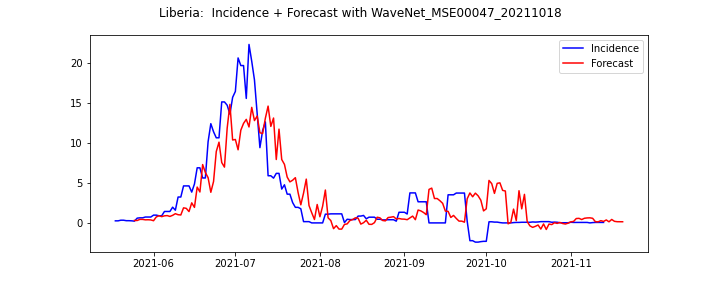 Liberia:  Incidence + Forecast with WaveNet_MSE00047_20211018
Incidence
Forecast
20
15
10
5
0
2021-06 2021-07 2021-08 2021-09 2021-10 2021-11